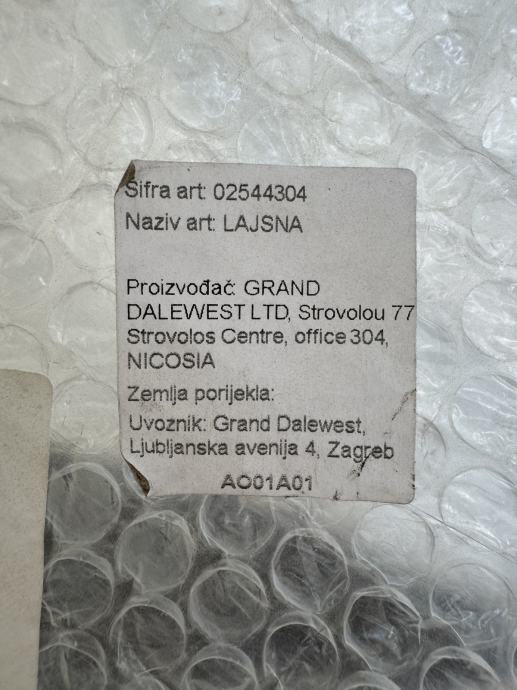 Šifra art: 02544304
Naziv art: LAJSNA
Proizvođač: GRAND
DALEWEST LTD, Strovolou 77
Strovolos Centre, office 304,
NICOSIA
Zemlja porijekla:
Uvoznik: Grand Dalewest,
Ljubljanska avenija 4, Zagreb
AO01A01